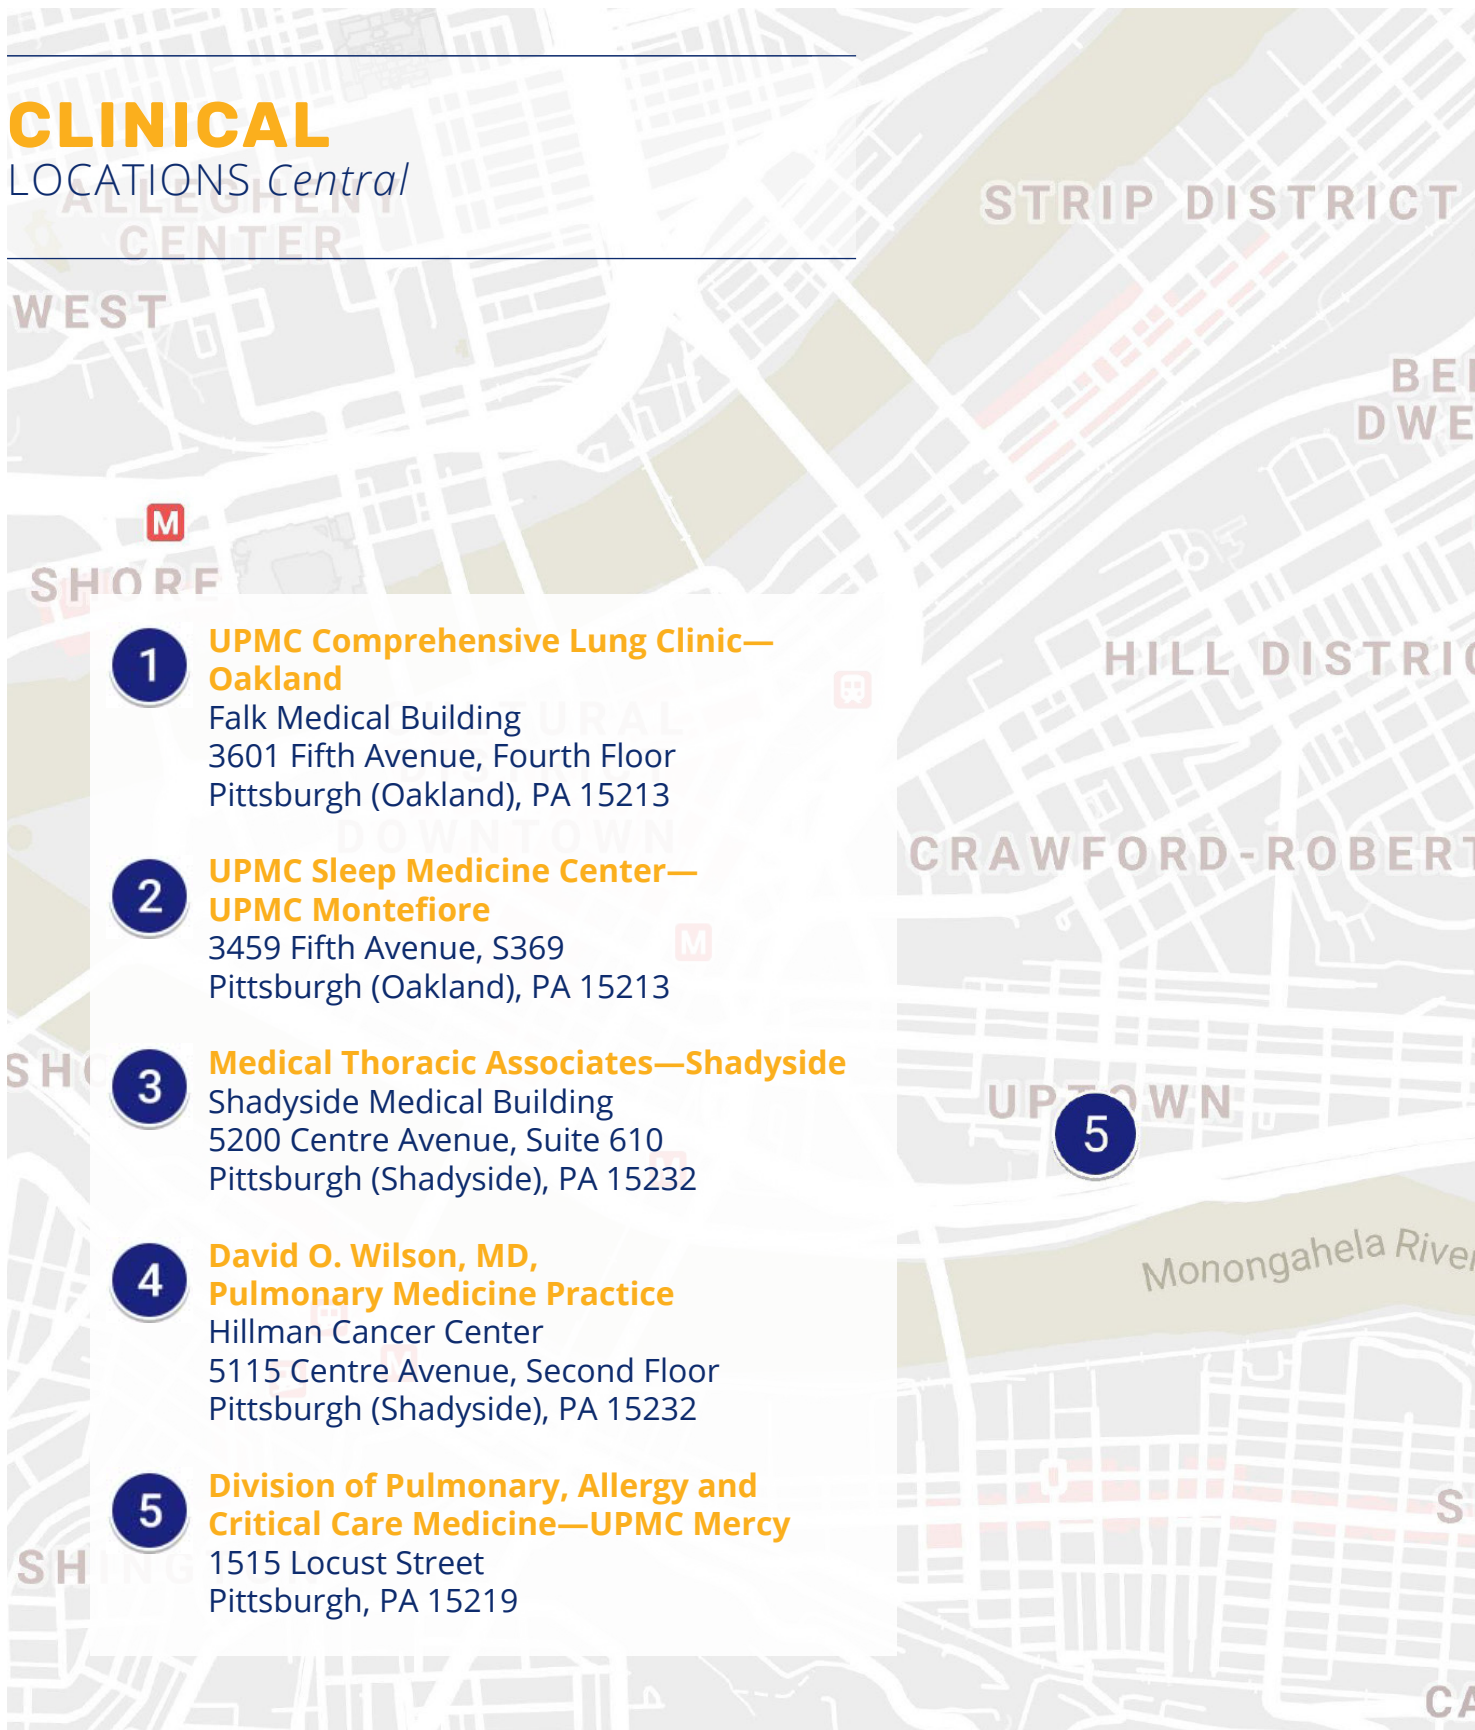 CLINICAL
LOCATIONS Central
ALLEGHENY
CENTER
STRIP DISTRICT
WEST
M
SHORE
HILL DISTRIC
CRAWFORD-ROBERT
1
UPMC Comprehensive Lung Clinic—
Oakland
Falk Medical Building
3601 Fifth Avenue, Fourth Floor
Pittsburgh (Oakland), PA 15213
DOWNTOWN
2
UPMC Sleep Medicine Center—
UPMC Montefiore
3459 Fifth Avenue, S369
Pittsburgh (Oakland), PA 15213
M
3
Medical Thoracic Associates—Shadyside
Shadyside Medical Building
5200 Centre Avenue, Suite 610
Pittsburgh (Shadyside), PA 15232
UPTOWN
5
Monongahela River
4
David O. Wilson, MD,
Pulmonary Medicine Practice
Hillman Cancer Center
5115 Centre Avenue, Second Floor
Pittsburgh (Shadyside), PA 15232
5
Division of Pulmonary, Allergy and
Critical Care Medicine—UPMC Mercy
1515 Locust Street
Pittsburgh, PA 15219